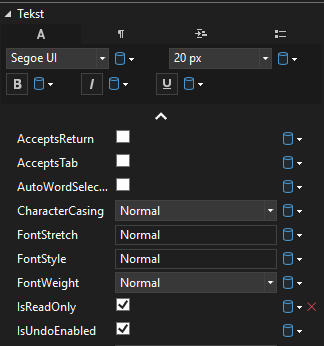 Tekst
A ¶
Segoe UI 20 px
B I U
AcceptsReturn
AcceptsTab
AutoWordSelec...
CharacterCasing Normal
FontStretch Normal
FontStyle Normal
FontWeight Normal
IsReadOnly
IsUndoEnabled